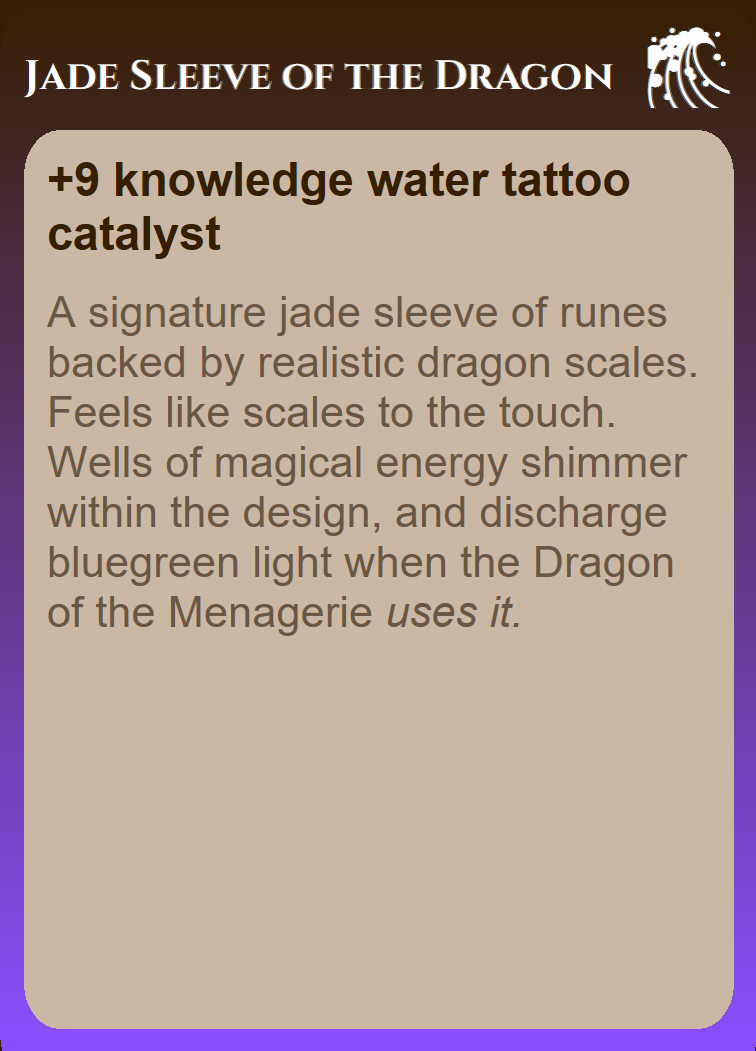 Jade Sleeve of the Dragon
+9 knowledge water tattoo
catalyst
A signature jade sleeve of runes
backed by realistic dragon scales.
Feels like scales to the touch.
Wells of magical energy shimmer
within the design, and discharge
bluegreen light when the Dragon
of the Menagerie uses it.